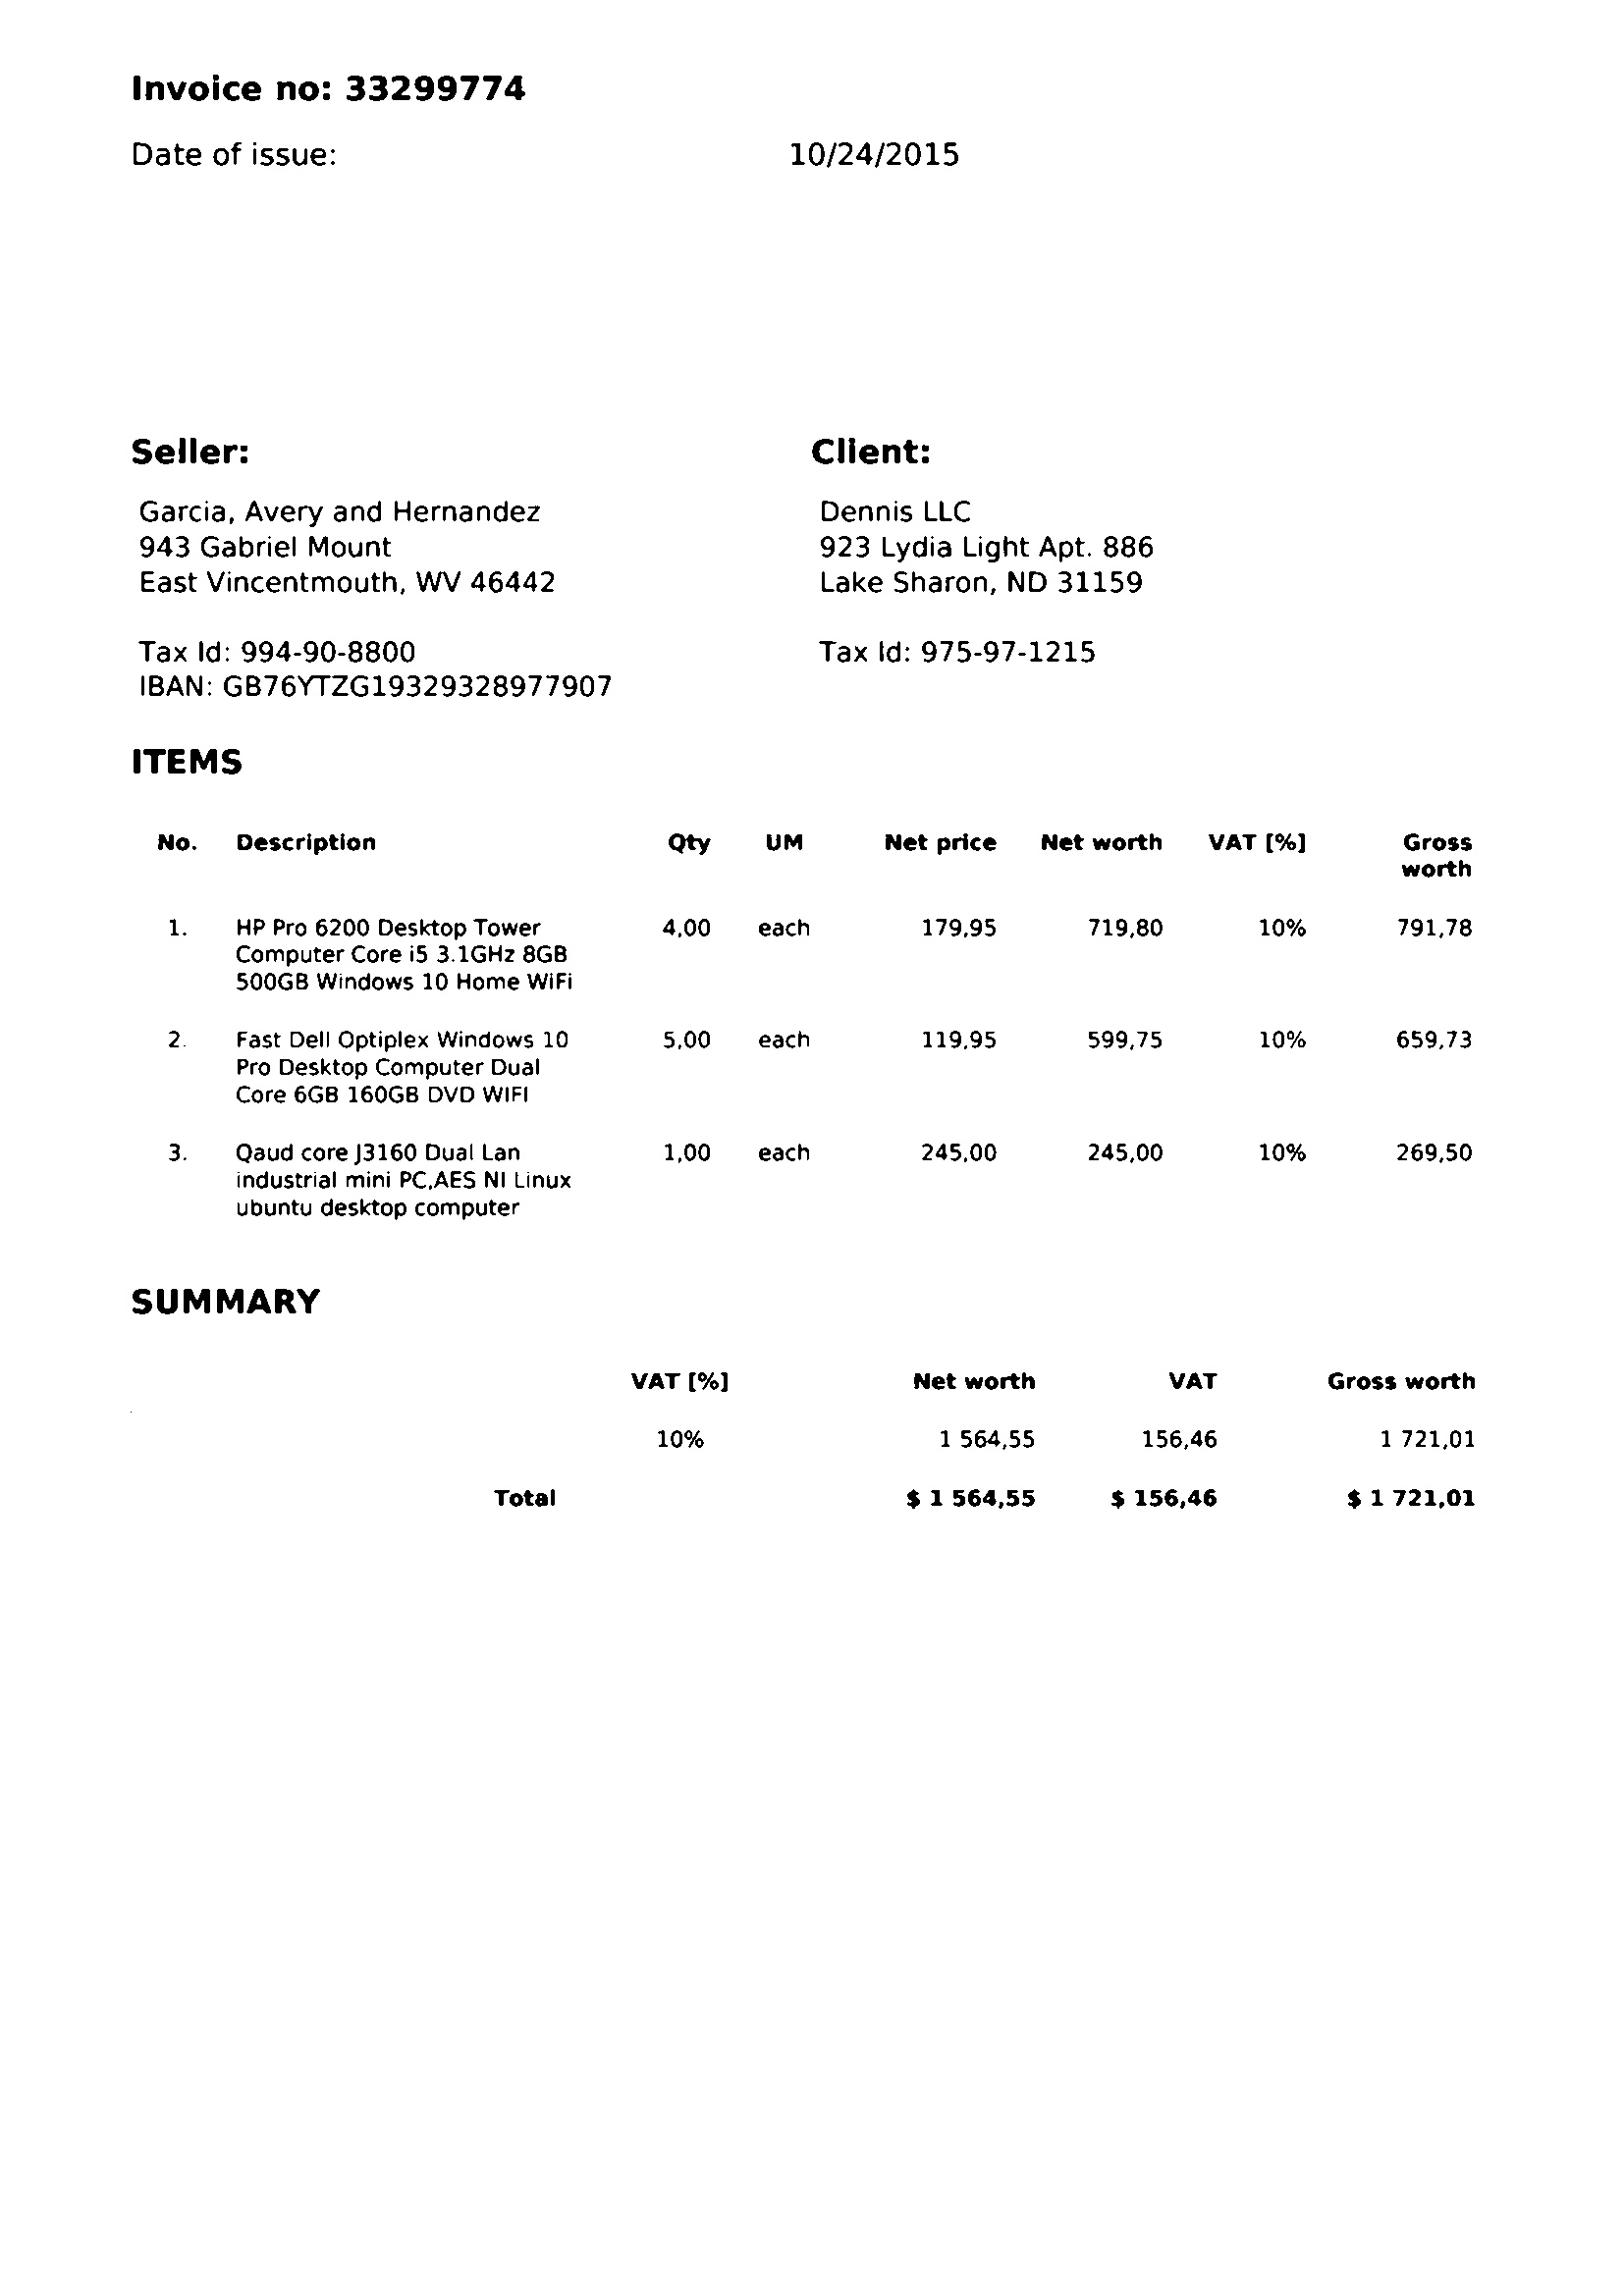 Invoice no: 33299774
Date of issue: 10/24/2015
Seller: Client:
Garcia, Avery and Hernandez Dennis LLC
943 Gabriel Mount 923 Lydia Light Apt. 886
East Vincentmouth, WV 46442 Lake Sharon, ND 31159
Tax Id: 994-90-8800 Tax Id: 975-97-1215
IBAN: GB76YTZG19329328977907
ITEMS
No. Description Qty UM Net price Net worth VAT [%] Gross
worth
1. HP Pro 6200 Desktop Tower 4,00 each 179,95 719,80 10% 791,78
Computer Core i5 3.1GHz 8GB
500GB Windows 10 Home WiFi
2. Fast Dell Optiplex Windows 10 5,00 each 119,95 599,75 10% 659,73
Pro Desktop Computer Dual
Core 6GB 160GB DVD WIFI
3. Qaud core J3160 Dual Lan 1,00 each 245,00 245,00 10% 269,50
industrial mini PC,AES NI Linux
ubuntu desktop computer
SUMMARY
VAT [%] Net worth VAT Gross worth
10% 1 564,55 156,46 1 721,01
Total $ 1 564,55 $ 156,46 $ 1 721,01